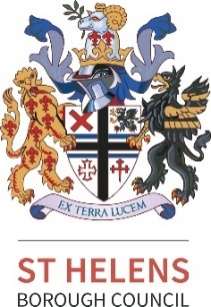 EX TERRA LUCEM
ST HELENS
BOROUGH COUNCIL